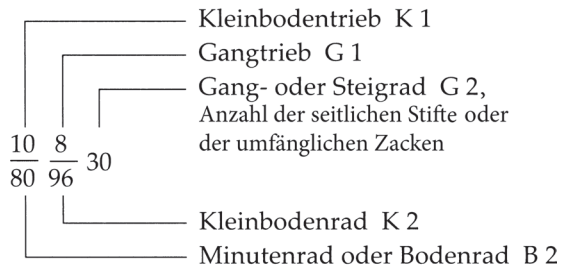 Kleinbodentrieb K 1
Gangtrieb G 1
Gang- oder Steigrad G 2,
Anzahl der seitlichen Stifte oder
der umfänglichen Zacken
10 8
30
80 96
Kleinbodenrad K 2
Minutenrad oder Bodenrad B 2